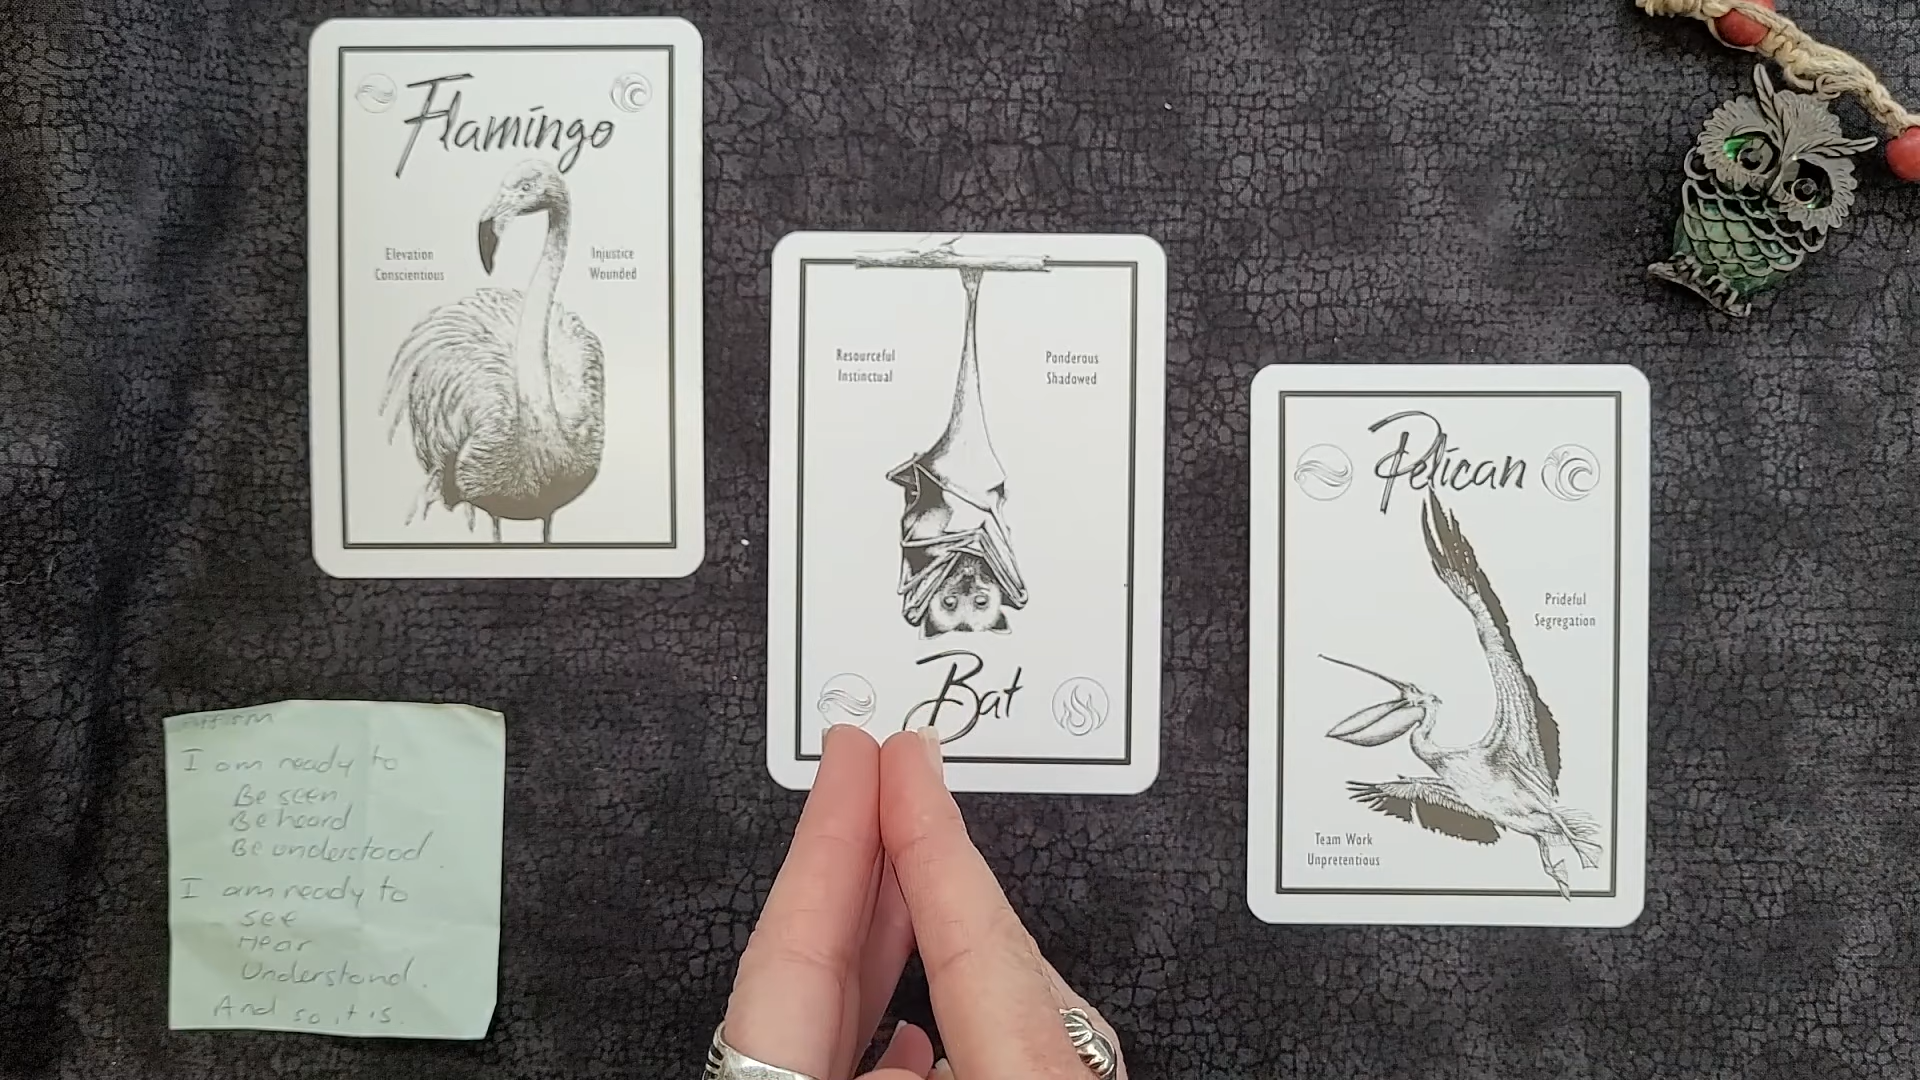 Flamingo
Elevation
Conscientious
Injustice
Wounded
Resourceful
Instinctual
Ponderous
Shadowed
Bat
Pelican
Prideful
Segregation
Team Work
Unpretentious
I am ready to
Be seen
Be heard
Be understood.
I am ready to
see
Hear
Understand.
And so it is.